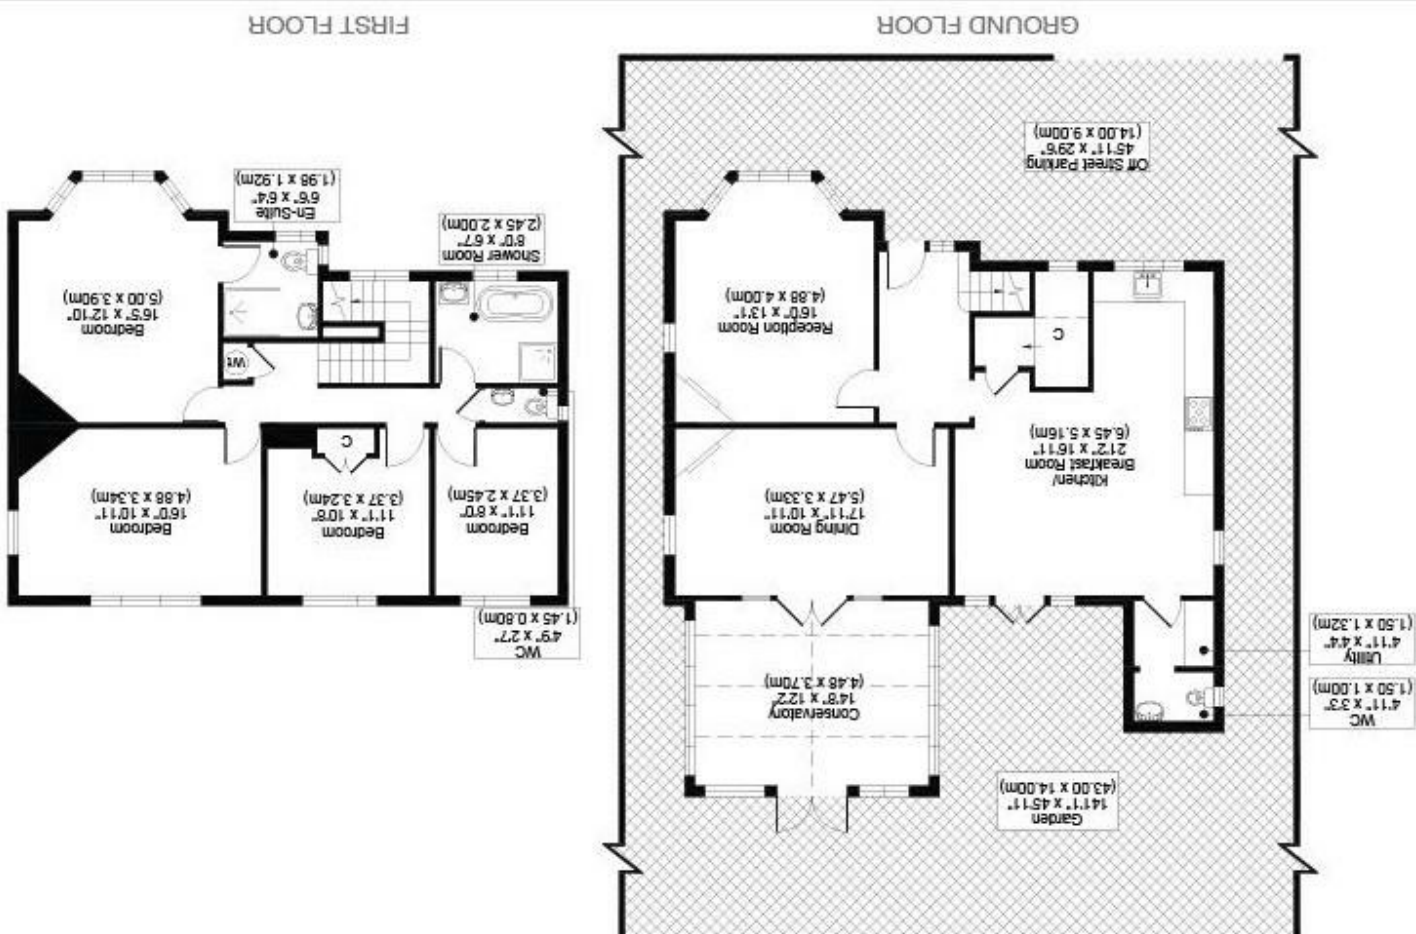 Garden
141'1" x 45'11"
(43.00 x 14.00m)
WC
4'11" x 3'3"
(1.50 x 1.00m)
Utility
4'11" x 4'4"
(1.50 x 1.32m)
Conservatory
14'8" x 12'2"
(4.48 x 3.70m)
Kitchen/
Breakfast Room
21'2" x 16'11"
(6.45 x 5.16m)
Dining Room
17'11" x 10'11"
(5.47 x 3.33m)
C
Reception Room
16'0" x 13'1"
(4.88 x 4.00m)
Off Street Parking
45'11" x 29'6"
(14.00 x 9.00m)
GROUND FLOOR
WC
4'9" x 2'7"
(1.45 x 0.80m)
Bedroom
11'1" x 8'0"
(3.37 x 2.45m)
Bedroom
11'1" x 10'8"
(3.37 x 3.24m)
Bedroom
16'0" x 10'11"
(4.88 x 3.34m)
C
Wt
Bedroom
16'5" x 12'10"
(5.00 x 3.90m)
Shower Room
8'0" x 6'7"
(2.45 x 2.00m)
En-Suite
6'6" x 6'4"
(1.98 x 1.92m)
FIRST FLOOR